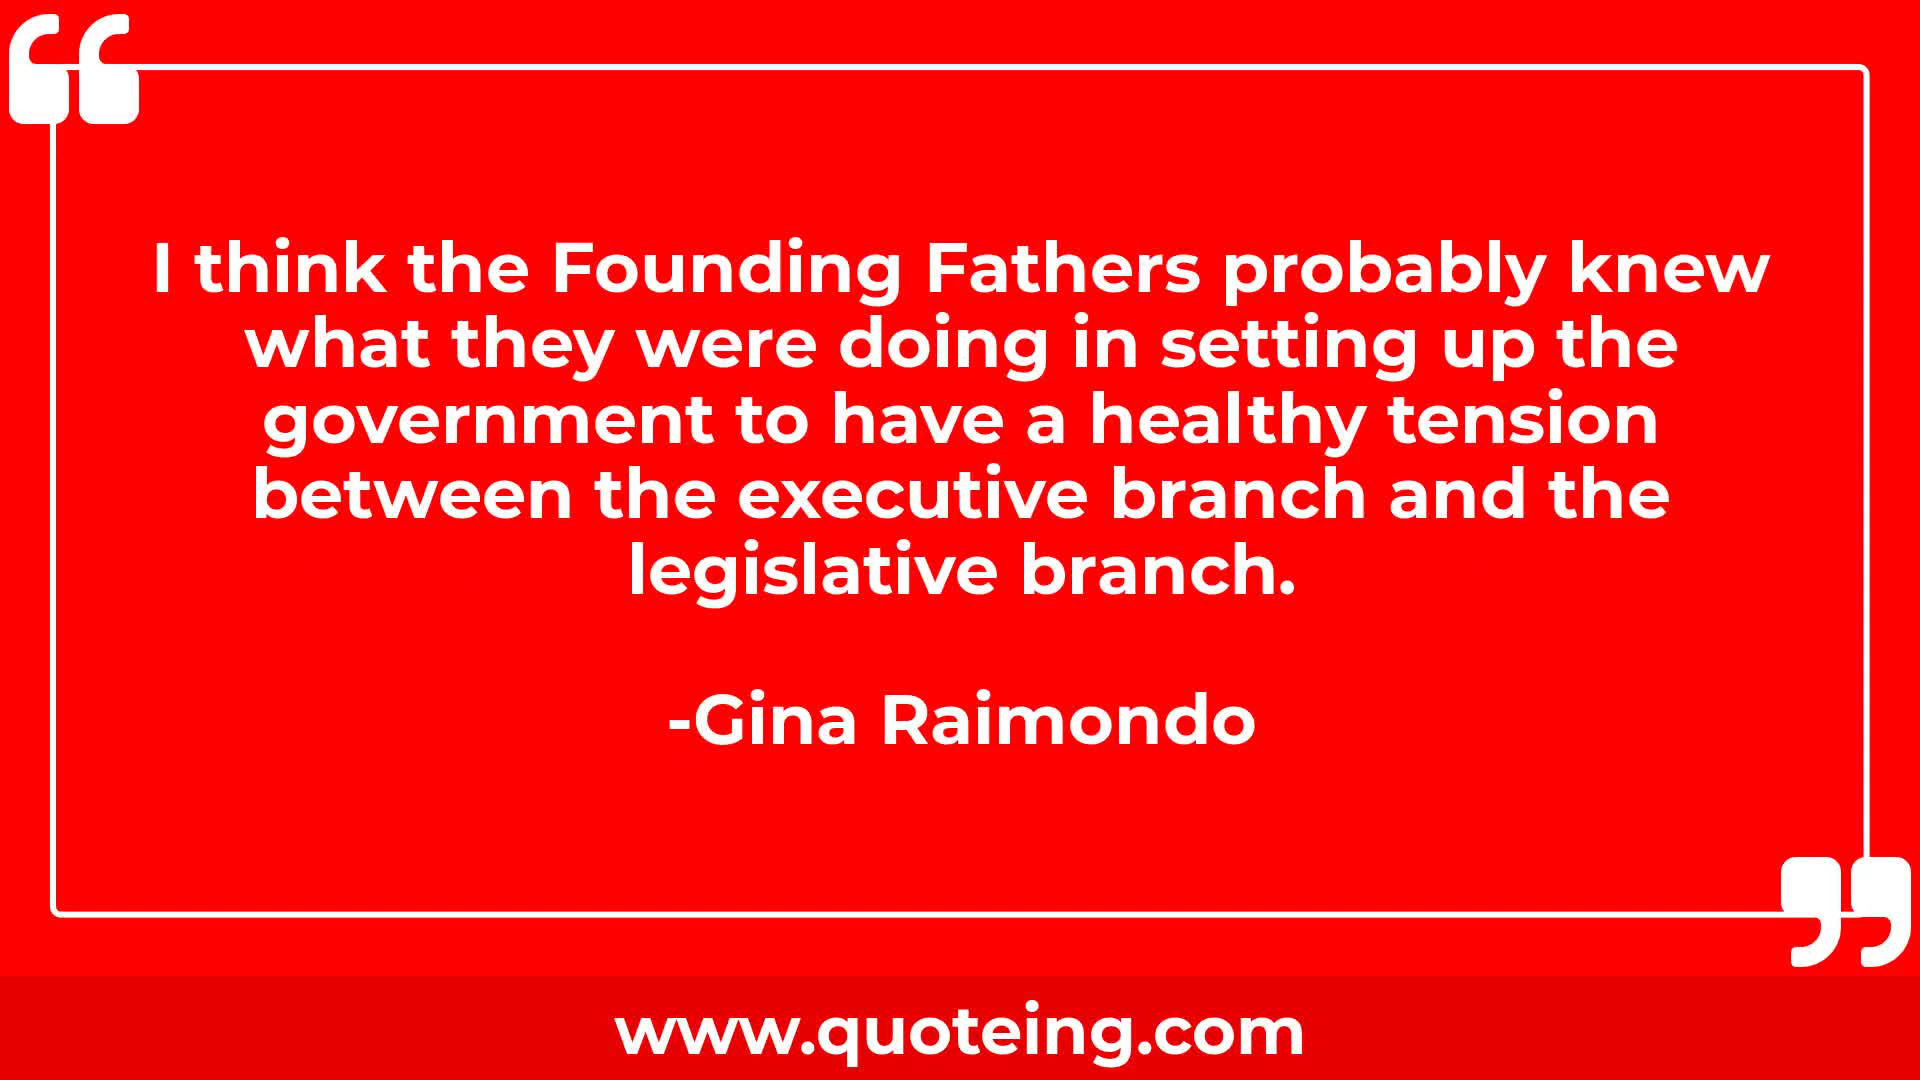 I think the Founding Fathers probably knew
what they were doing in setting up the
government to have a healthy tension
between the executive branch and the
legislative branch.
-Gina Raimondo
www.quoteing.com